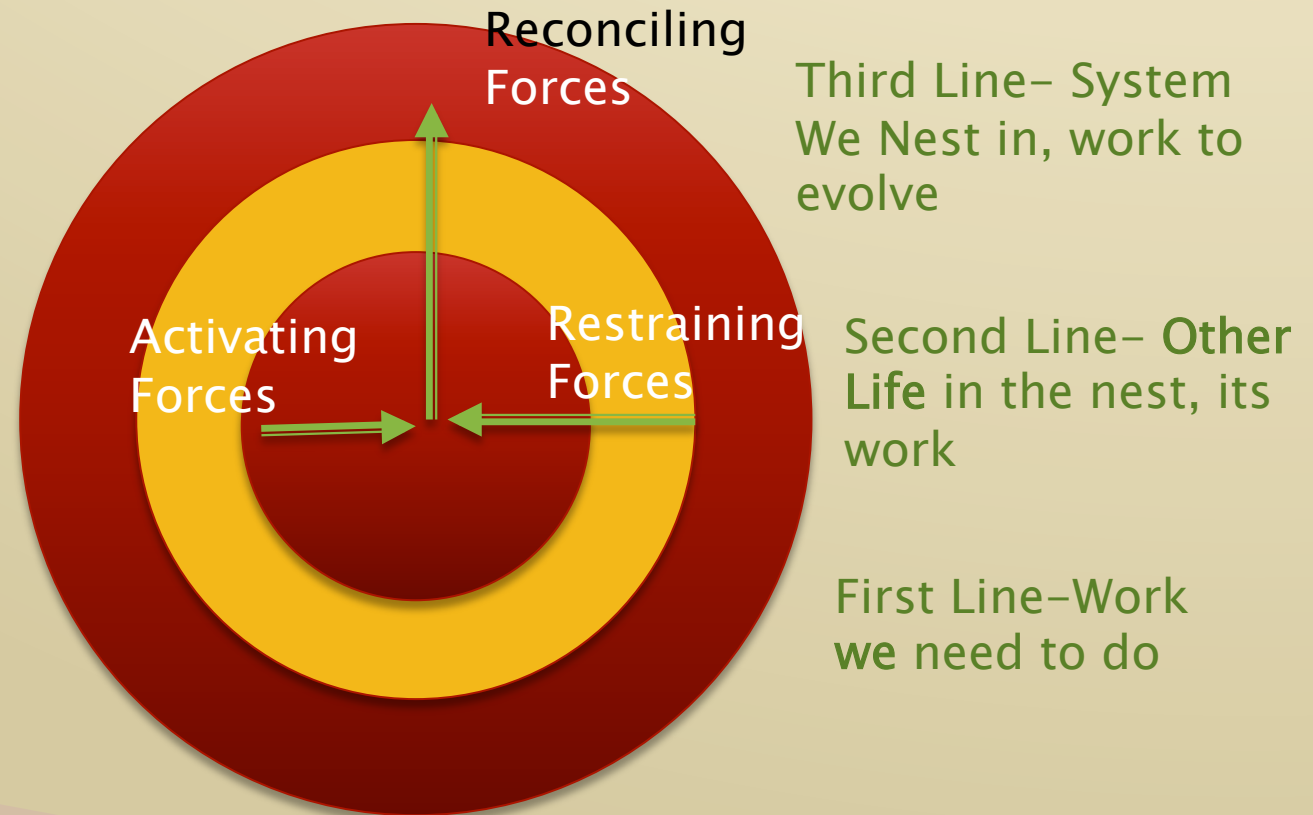 Reconciling
Forces
Third Line– System
We Nest in, work to
evolve
Activating
Forces
Restraining
Forces
Second Line– Other
Life in the nest, its
work
First Line–Work
we need to do